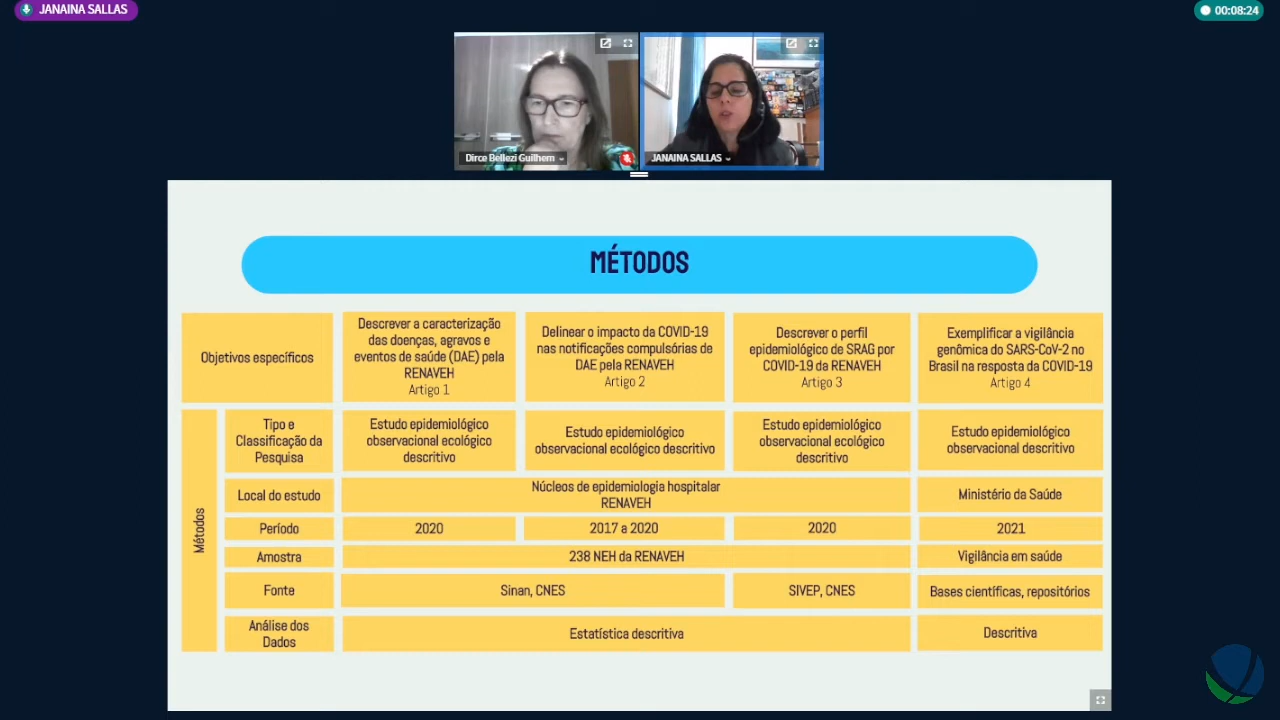 JANAINA SALLAS
00:08:24
Dirce Bellezi Guilhem
JANAINA SALLAS
MÉTODOS
Objetivos específicos
Descrever a caracterização
das doenças, agravos e
eventos de saúde (DAE) pela
RENAVEH
Artigo 1
Delinear o impacto da COVID-19
nas notificações compulsórias de
DAE pela RENAVEH
Artigo 2
Descrever o perfil
epidemiológico de SRAG por
COVID-19 da RENAVEH
Artigo 3
Exemplificar a vigilância
genômica do SARS-CoV-2 no
Brasil na resposta da COVID-19
Artigo 4
Métodos
Tipo e
Classificação da
Pesquisa
Estudo epidemiológico
observacional ecológico
descritivo
Estudo epidemiológico
observacional ecológico descritivo
Estudo epidemiológico
observacional ecológico
descritivo
Estudo epidemiológico
observacional descritivo
Local do estudo
Núcleos de epidemiologia hospitalar
RENAVEH
Ministério da Saúde
Período
2020
2017 a 2020
2020
2021
Amostra
238 NEH da RENAVEH
Vigilância em saúde
Fonte
Sinan, CNES
SIVEP, CNES
Bases científicas, repositórios
Análise dos
Dados
Estatística descritiva
Descritiva